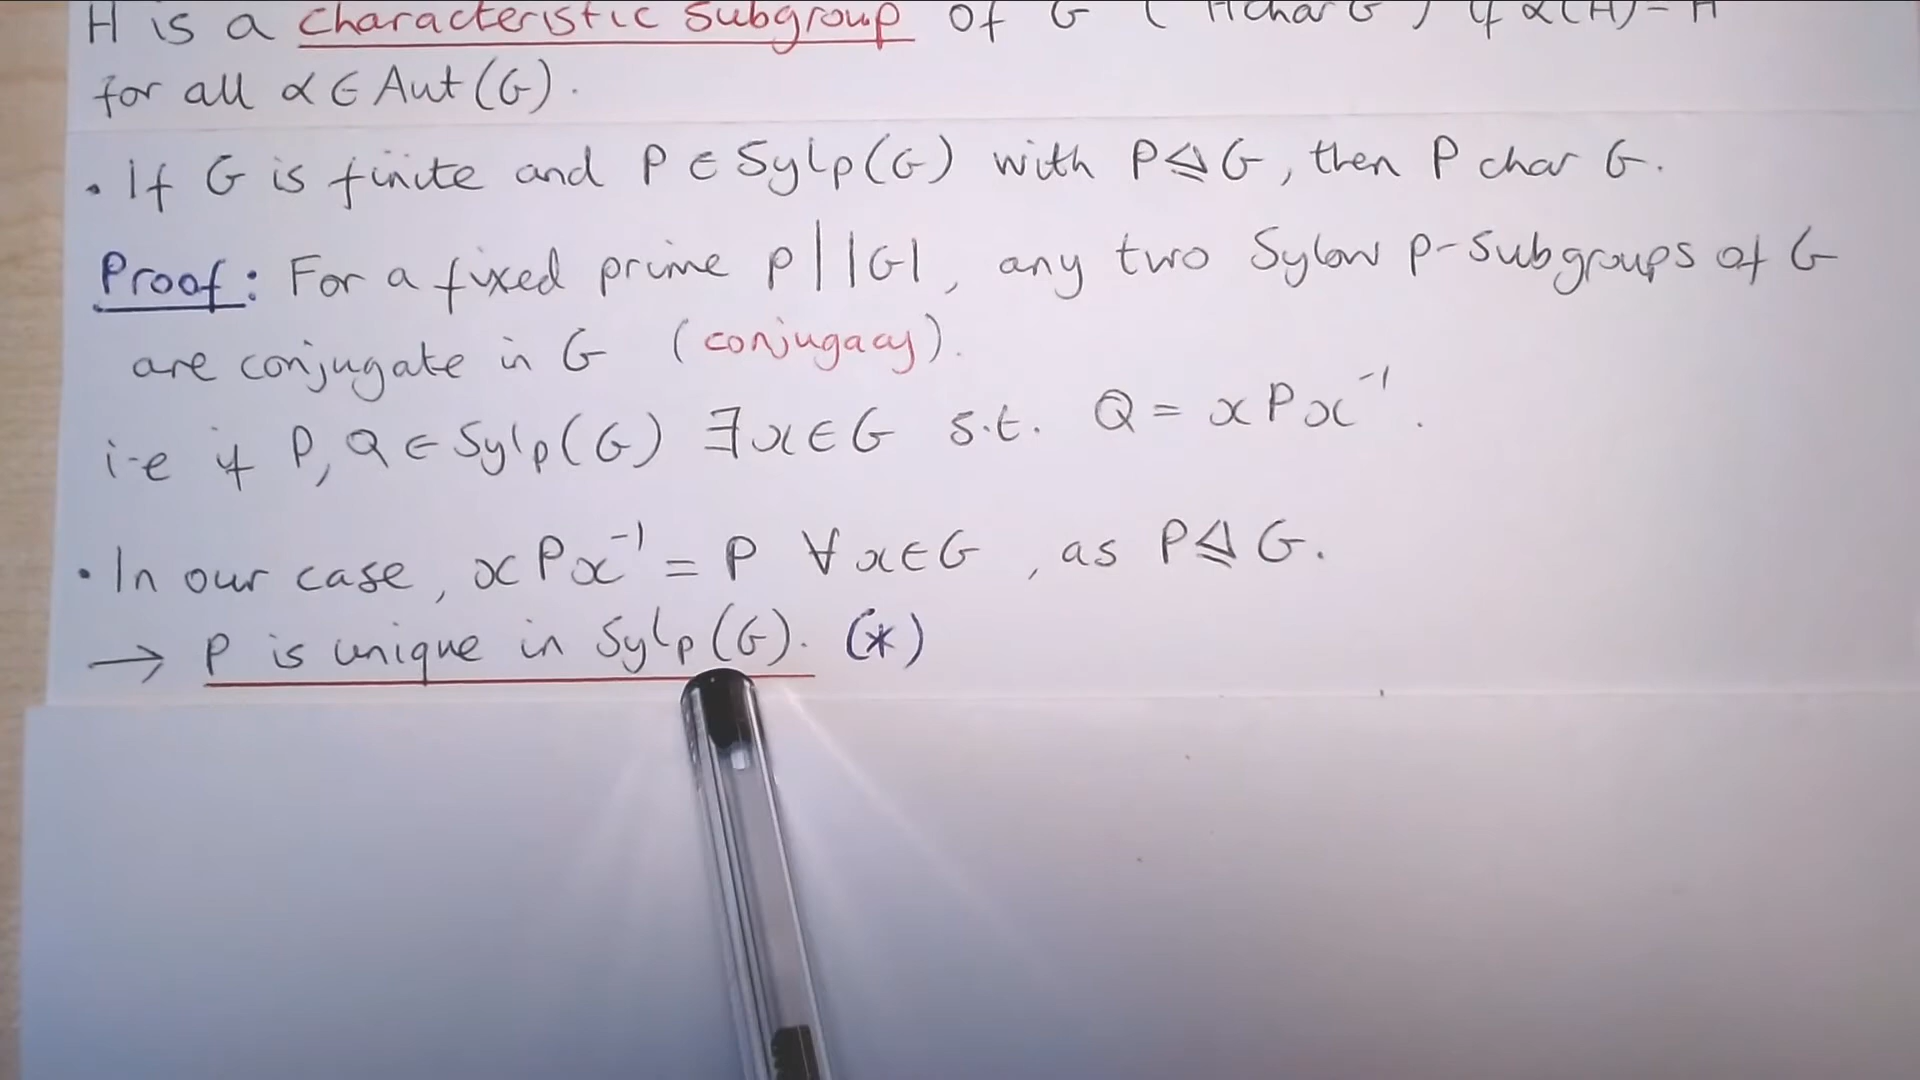 H is a characteristic subgroup of G (H char G) if α(H) = H
for all α ∈ Aut(G).
• If G is finite and P ∈ Sylp(G) with P ⊴ G, then P char G.
Proof: For a fixed prime p | |G|, any two Sylow p-subgroups of G
are conjugate in G (conjugacy).
i.e if P, Q ∈ Sylp(G) ∃ x ∈ G s.t. Q = xPx⁻¹.
• In our case, xPx⁻¹ = P ∀ x ∈ G, as P ⊴ G.
→ P is unique in Sylp(G). (*)